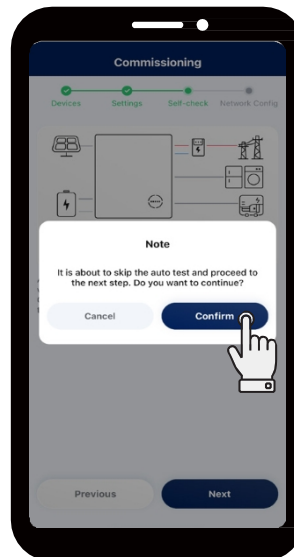 Commissioning
Devices Settings Self-check Network Config
Note
It is about to skip the auto test and proceed to
the next step. Do you want to continue?
Cancel Confirm
Previous Next